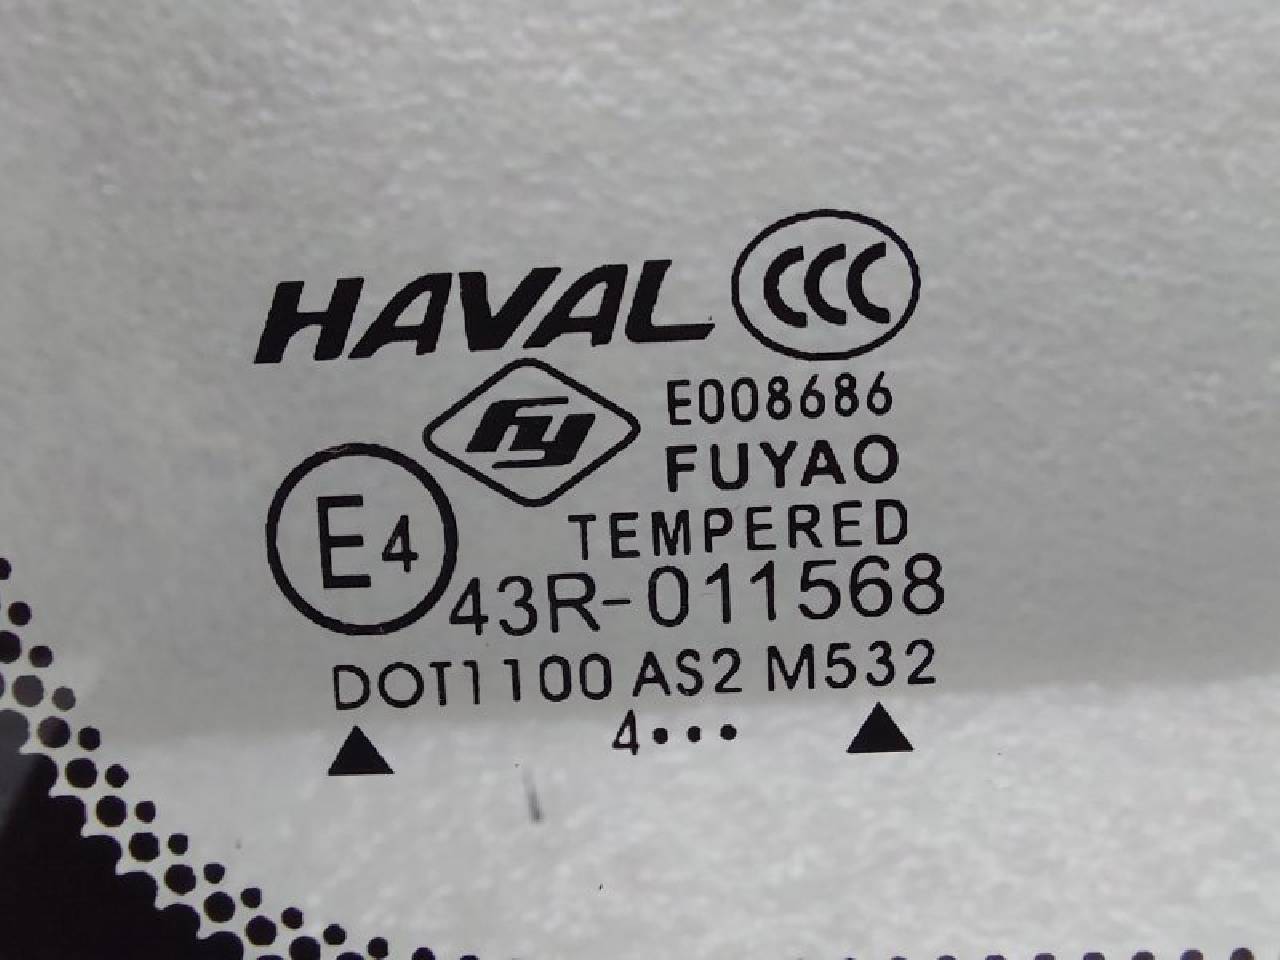 HAVAL CCC
FY E008686
FUYAO
E4 TEMPERED
43R-011568
DOT1100 AS2 M532
▲ 4••• ▲